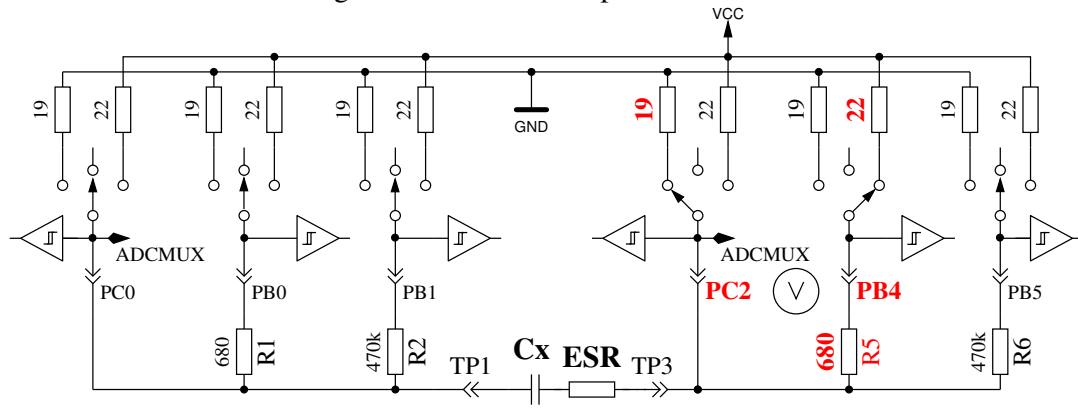 VCC
19 22 19 22 19 22 19 22 19 22 19 22
GND
ADCMUX ADCMUX
PC0 PB0 PB1 PC2 V PB4 PB5
680 R1 470k R2 680 R5 470k R6
TP1 Cx ESR TP3